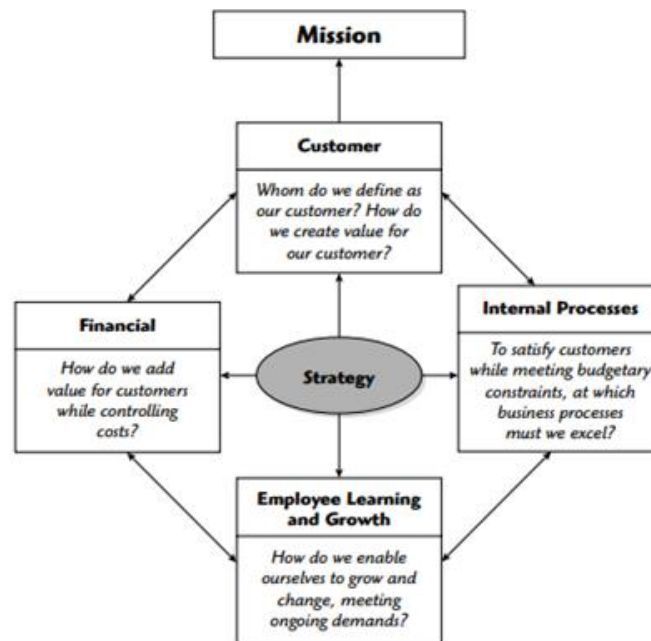 Mission
Customer
Whom do we define as
our customer? How do
we create value for
our customer?
Financial
How do we add
value for customers
while controlling
costs?
Strategy
Internal Processes
To satisfy customers
while meeting budgetary
constraints, at which
business processes
must we excel?
Employee Learning
and Growth
How do we enable
ourselves to grow and
change, meeting
ongoing demands?